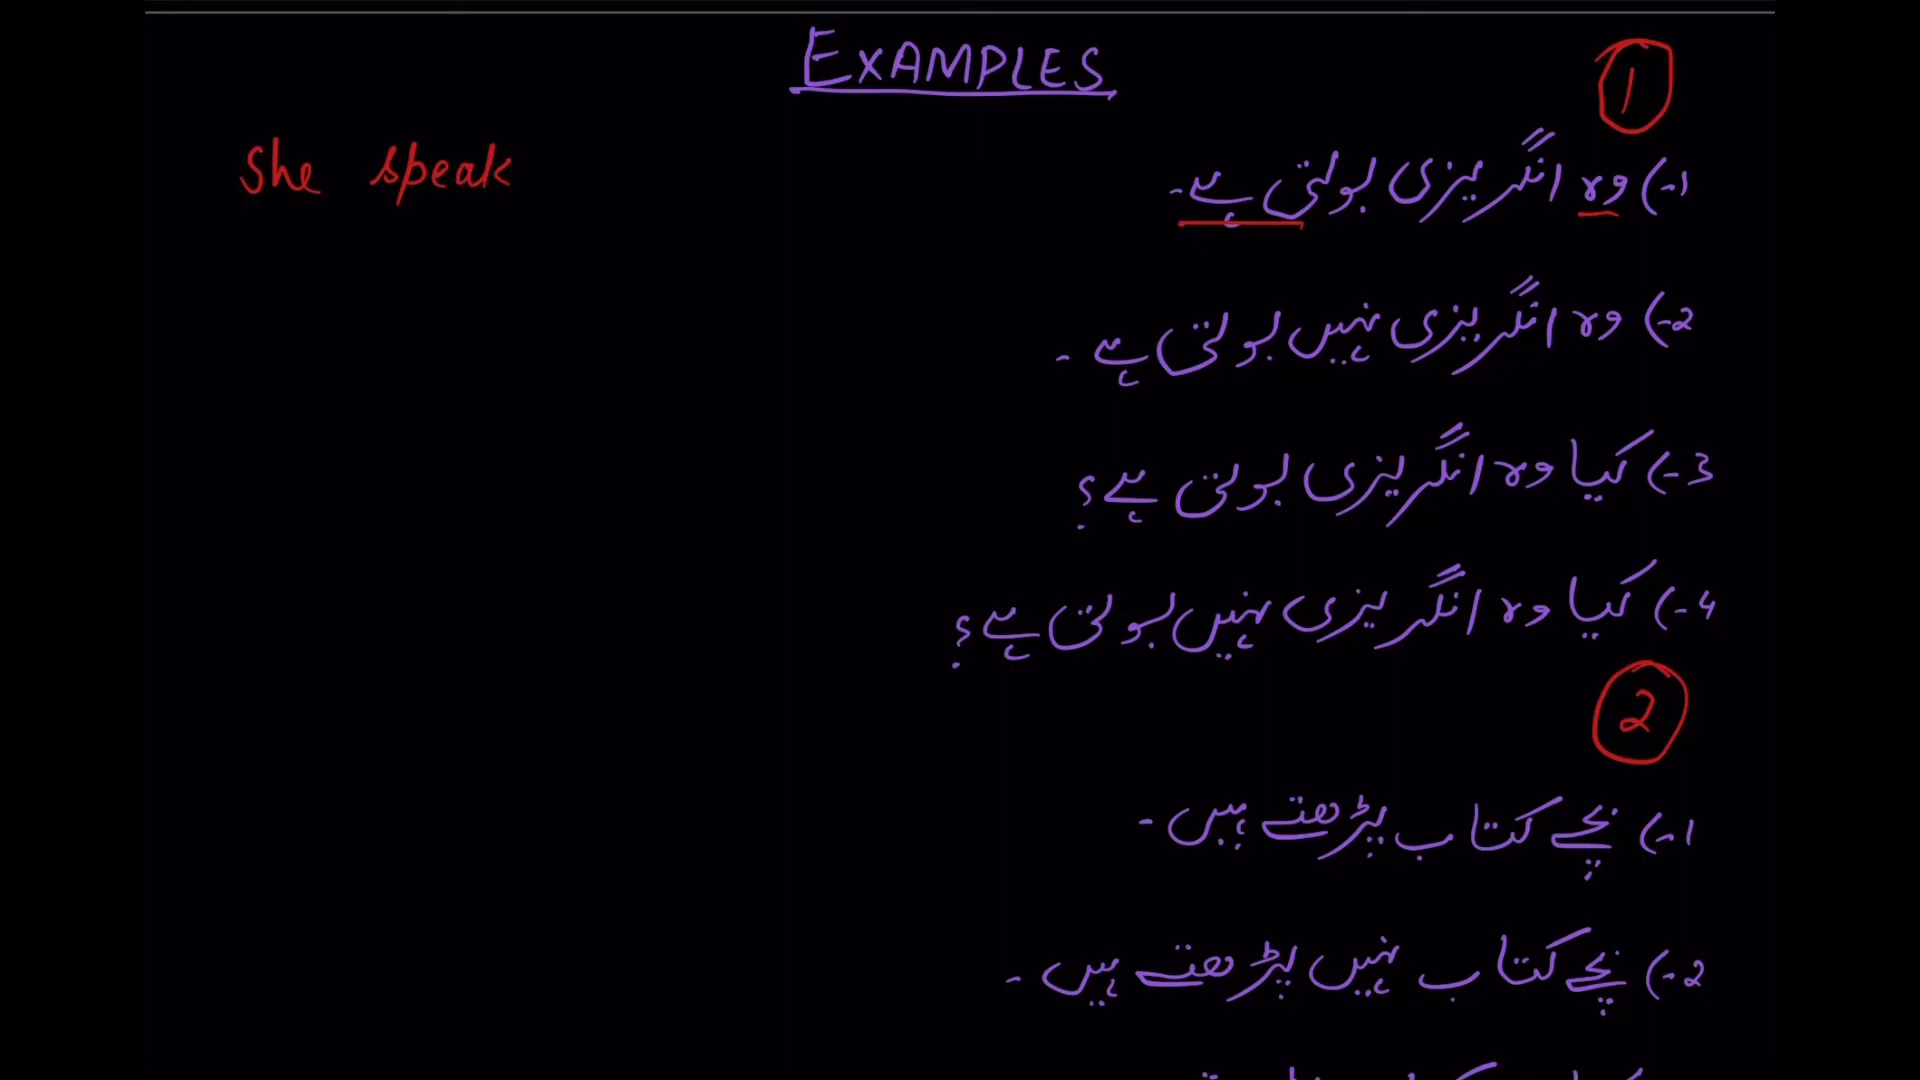 EXAMPLES
1
She speak
1-) وہ انگریزی بولتی ہے۔
2-) وہ انگریزی نہیں بولتی ہے۔
3-) کیا وہ انگریزی بولتی ہے؟
4-) کیا وہ انگریزی نہیں بولتی ہے؟
2
1-) بچے کتاب پڑھتے ہیں۔
2-) بچے کتاب نہیں پڑھتے ہیں۔